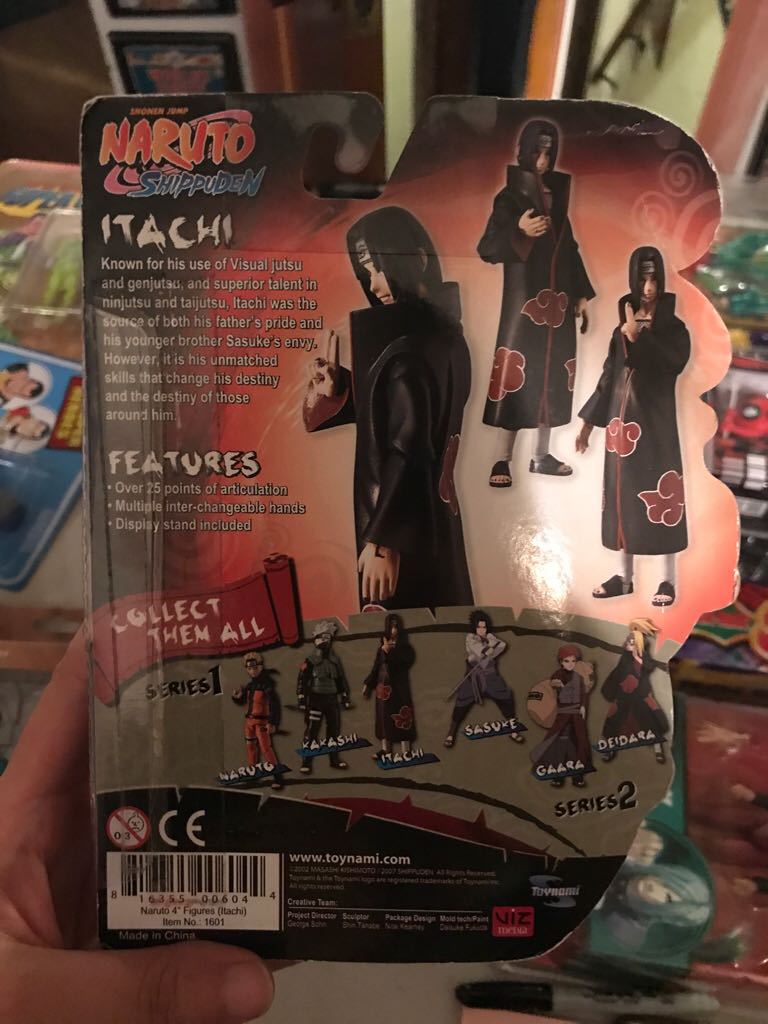 SHONEN JUMP
NARUTO
SHIPPUDEN
ITACHI
Known for his use of Visual jutsu
and genjutsu, and superior talent in
ninjutsu and taijutsu, Itachi was the
source of both his father's pride and
his younger brother Sasuke's envy.
However, it is his unmatched
skills that change his destiny
and the destiny of those
around him.
FEATURES
• Over 25 points of articulation
• Multiple inter-changeable hands
• Display stand included
COLLECT
THEM ALL
SERIES1
NARUTO
KAKASHI
ITACHI
SASUKE
GAARA
DEIDARA
SERIES2
03
CE
www.toynami.com
©2002 MASASHI KISHIMOTO / 2007 SHIPPUDEN. All Rights Reserved.
Toynami & the Toynami logo are registered trademarks of Toynami Inc.
All rights reserved.
Creative Team:
Project Director Sculptor Package Design Mold tech/Paint
George Sohn Shin Tanabe Nick Kearney Daisuke Fukuda
Toynami
VIZ
media
8 16355 00604 4
Naruto 4" Figures (Itachi)
Item No.: 1601
Made in China